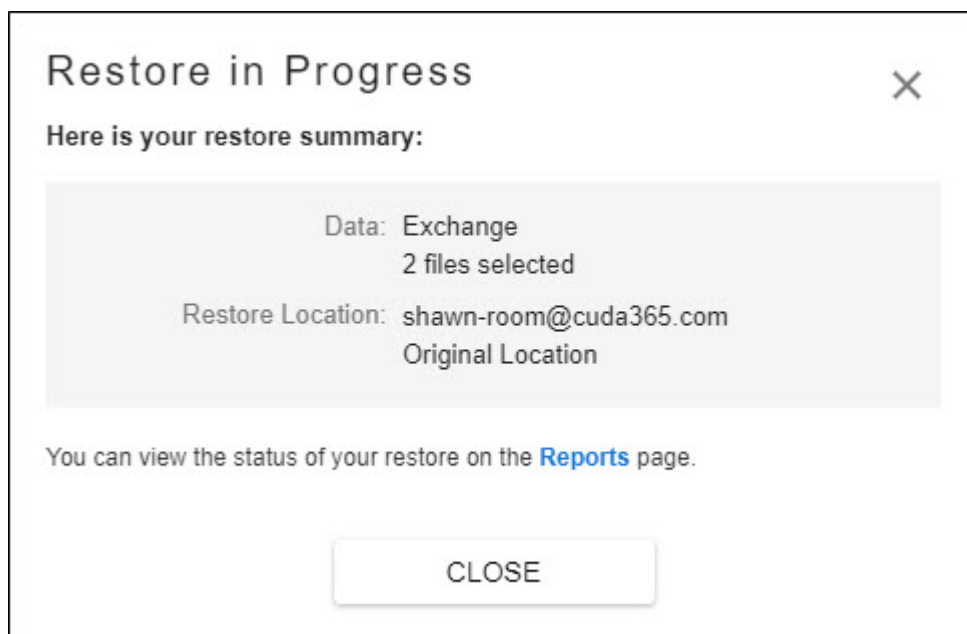 Restore in Progress
Here is your restore summary:
Data: Exchange
2 files selected
Restore Location: shawn-room@cuda365.com
Original Location
You can view the status of your restore on the Reports page.
CLOSE